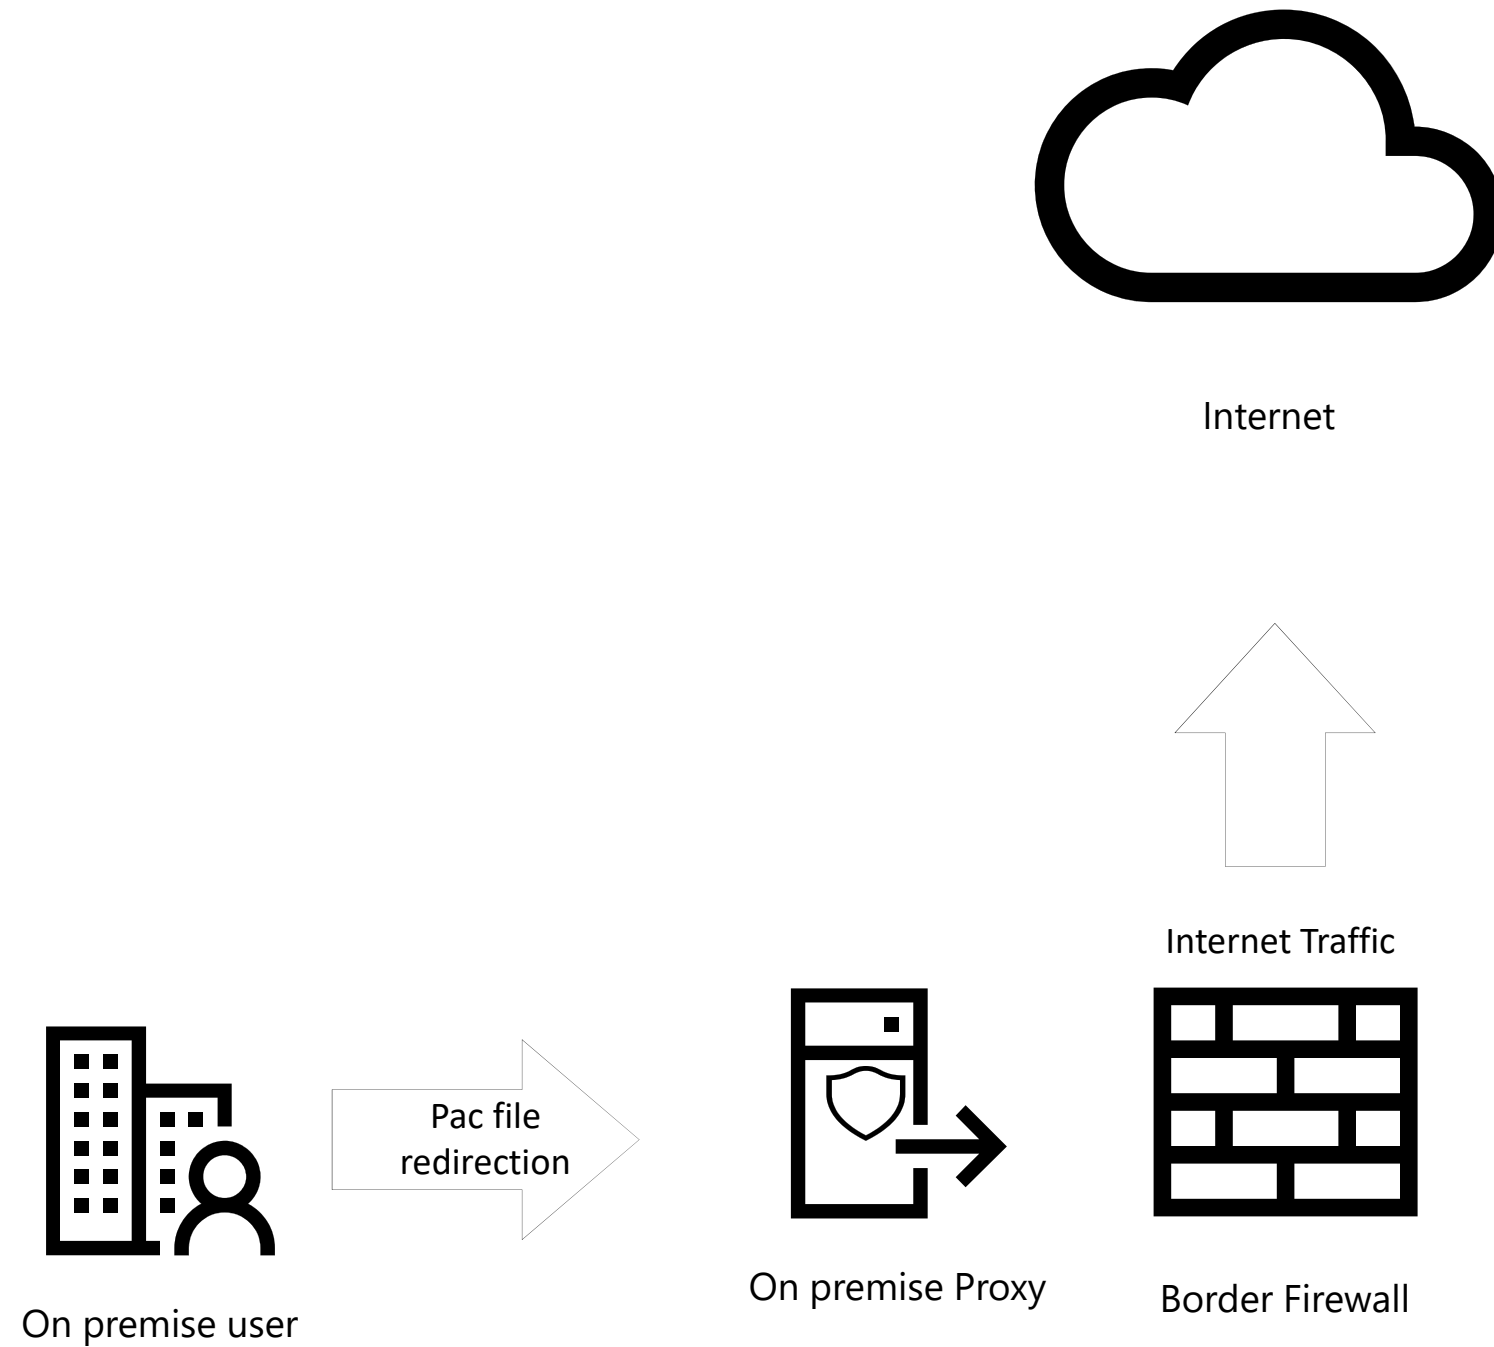 Internet
Internet Traffic
Pac file
redirection
On premise Proxy
Border Firewall
On premise user